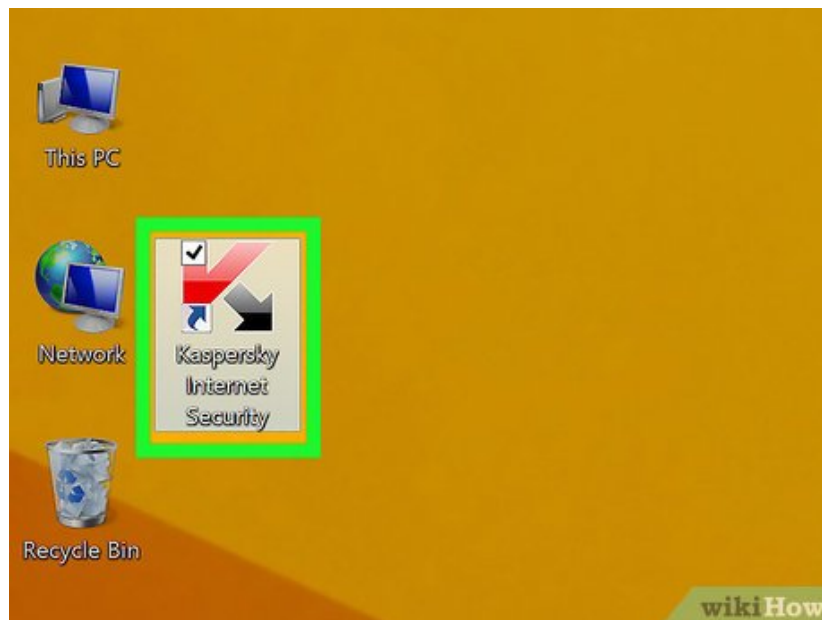 This PC
Network
Kaspersky
Internet
Security
Recycle Bin
wikiHow